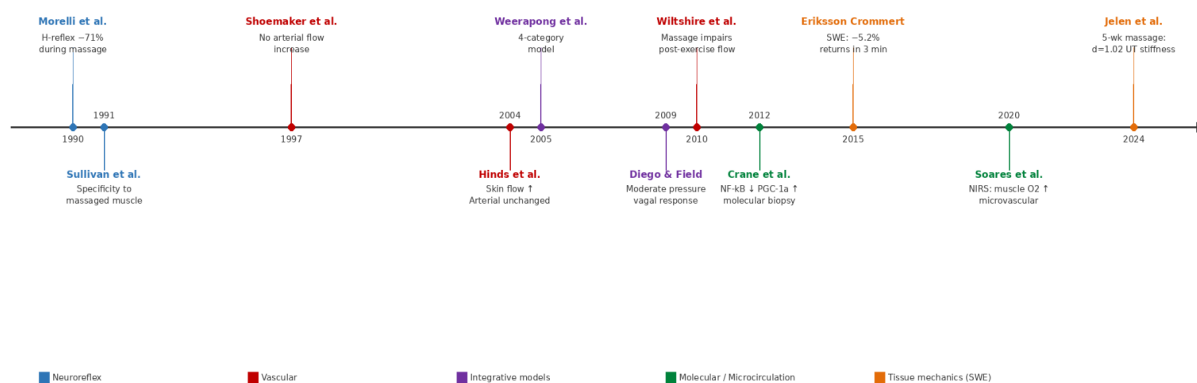 Morelli et al.
H-reflex −71%
during massage
Shoemaker et al.
No arterial flow
increase
Weerapong et al.
4-category
model
Wiltshire et al.
Massage impairs
post-exercise flow
Eriksson Crommert
SWE: −5.2%
returns in 3 min
Jelen et al.
5-wk massage:
d=1.02 UT stiffness
1991
2004
2009
2012
2020
1990
1997
2005
2010
2015
2024
Sullivan et al.
Specificity to
massaged muscle
Hinds et al.
Skin flow ↑
Arterial unchanged
Diego & Field
Moderate pressure
vagal response
Crane et al.
NF-kB ↓ PGC-1a ↑
molecular biopsy
Soares et al.
NIRS: muscle O2 ↑
microvascular
Neuroreflex
Vascular
Integrative models
Molecular / Microcirculation
Tissue mechanics (SWE)